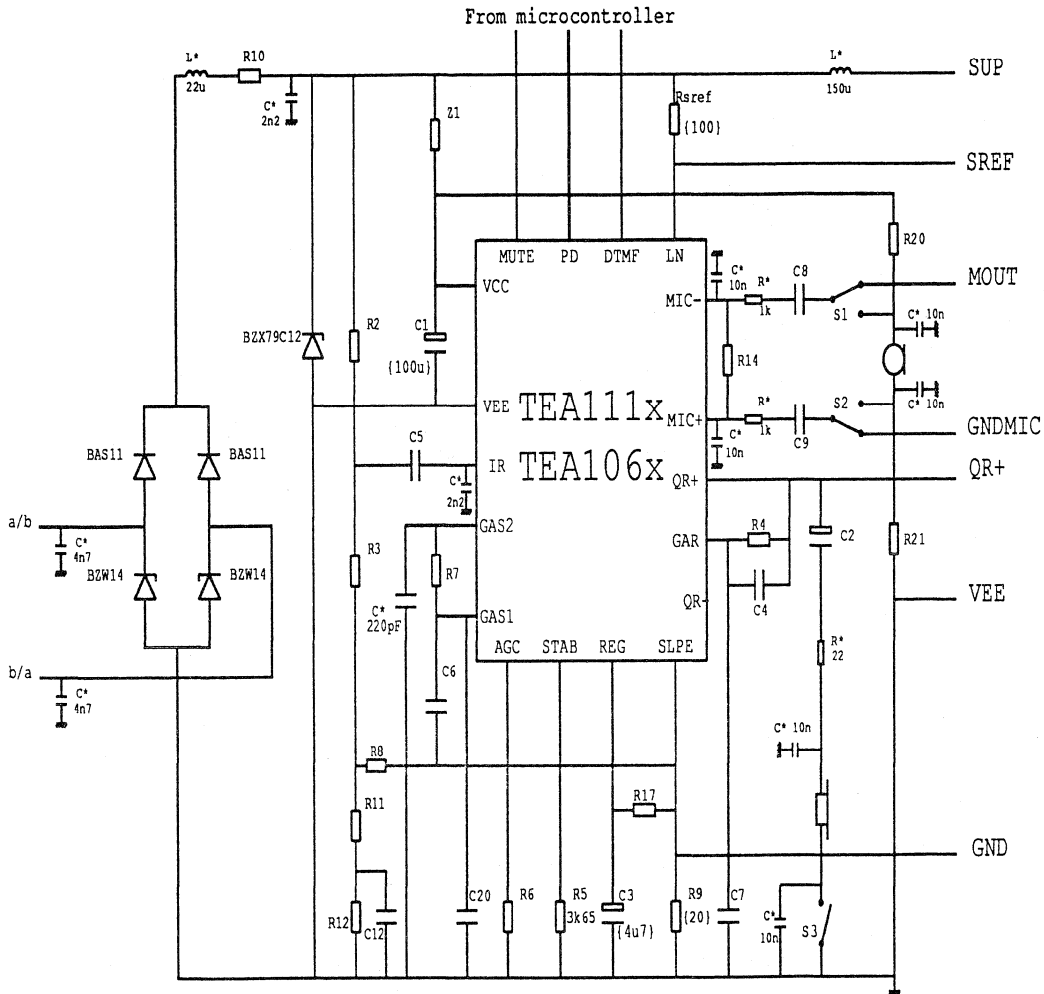 From microcontroller
L*
22u
R10
C*
2n2
Z1
Rsref
{100}
L*
150u
SUP
SREF
MUTE PD DTMF LN
C*
10n
R20
VCC
MIC-
R*
1k
C8
MOUT
S1
C* 10n
BZX79C12
R2
C1
{100u}
R14
VEE
TEA111x
MIC+
R*
1k
C9
S2
C* 10n
GNDMIC
C*
10n
BAS11
BAS11
C5
IR
TEA106x
QR+
QR+
C*
2n2
a/b
C*
4n7
GAS2
R4
GAR
C2
R21
R3
R7
BZW14
BZW14
C4
QR-
VEE
C*
220pF
GAS1
AGC STAB REG SLPE
R*
22
b/a
C*
4n7
C6
C* 10n
R8
R17
R11
GND
R12
C12
C20
R6
R5
3k65
C3
{4u7}
R9
{20}
C7
C*
10n
S3